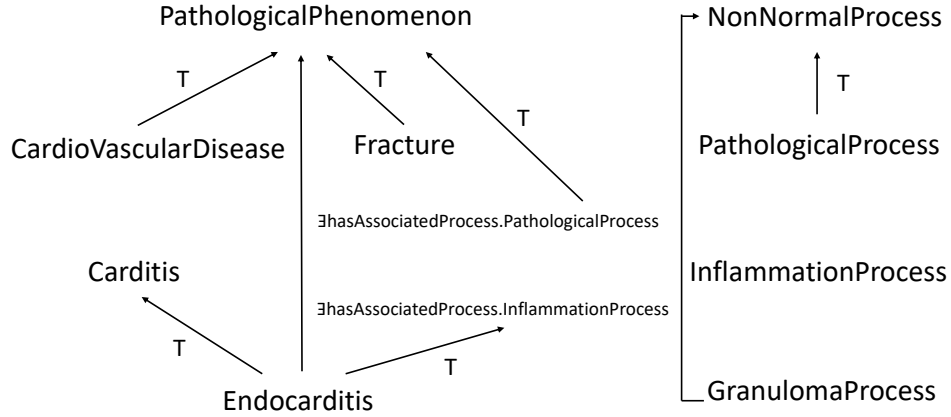 PathologicalPhenomenon
NonNormalProcess
T
T
T
T
CardioVascularDisease
Fracture
PathologicalProcess
∃hasAssociatedProcess.PathologicalProcess
Carditis
InflammationProcess
∃hasAssociatedProcess.InflammationProcess
T
T
Endocarditis
GranulomaProcess